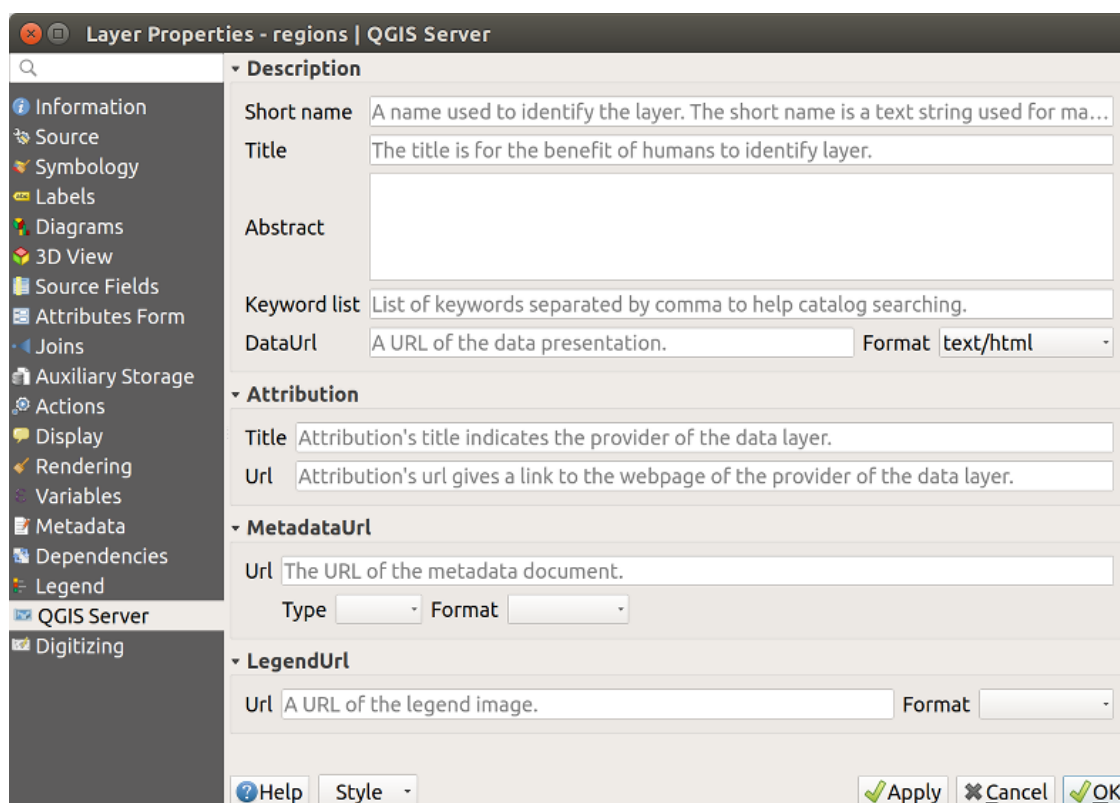 Layer Properties - regions | QGIS Server
Information
Source
Symbology
Labels
Diagrams
3D View
Source Fields
Attributes Form
Joins
Auxiliary Storage
Actions
Display
Rendering
Variables
Metadata
Dependencies
Legend
QGIS Server
Digitizing
Description
Short name A name used to identify the layer. The short name is a text string used for ma...
Title The title is for the benefit of humans to identify layer.
Abstract
Keyword list List of keywords separated by comma to help catalog searching.
DataUrl A URL of the data presentation. Format text/html
Attribution
Title Attribution's title indicates the provider of the data layer.
Url Attribution's url gives a link to the webpage of the provider of the data layer.
MetadataUrl
Url The URL of the metadata document.
Type Format
LegendUrl
Url A URL of the legend image. Format
Help Style Apply Cancel OK